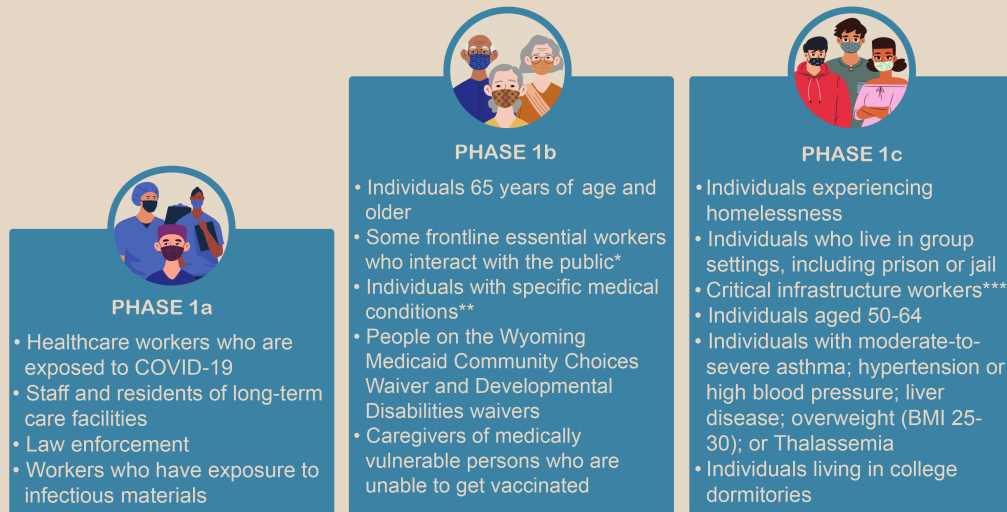 PHASE 1a
• Healthcare workers who are
exposed to COVID-19
• Staff and residents of long-term
care facilities
• Law enforcement
• Workers who have exposure to
infectious materials
PHASE 1b
• Individuals 65 years of age and
older
• Some frontline essential workers
who interact with the public*
• Individuals with specific medical
conditions**
• People on the Wyoming
Medicaid Community Choices
Waiver and Developmental
Disabilities waivers
• Caregivers of medically
vulnerable persons who are
unable to get vaccinated
PHASE 1c
• Individuals experiencing
homelessness
• Individuals who live in group
settings, including prison or jail
• Critical infrastructure workers***
• Individuals aged 50-64
• Individuals with moderate-to-
severe asthma; hypertension or
high blood pressure; liver
disease; overweight (BMI 25-
30); or Thalassemia
• Individuals living in college
dormitories